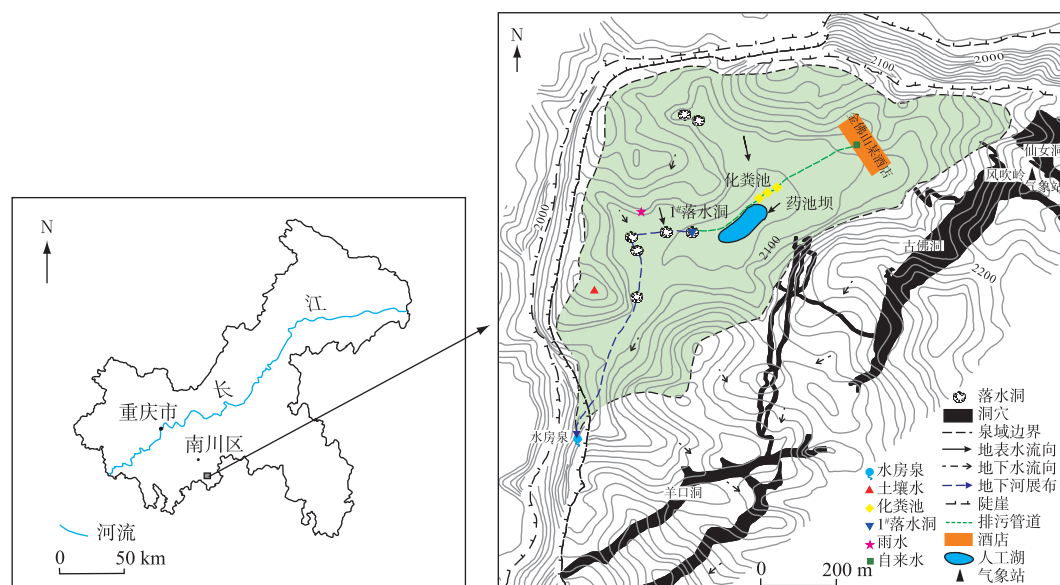 N
江
长
重庆市
南川区
河流
0 50 km
N
2000
2100
金佛山某酒店
仙女洞
风吹岭
气象站
化粪池
药池坝
1#落水洞
2000
2100
古佛洞
2200
水房泉
羊口洞
落水洞
洞穴
泉域边界
地表水流向
地下水流向
地下河展布
陡崖
排污管道
酒店
人工湖
气象站
水房泉
土壤水
化粪池
1#落水洞
雨水
自来水
0 200 m